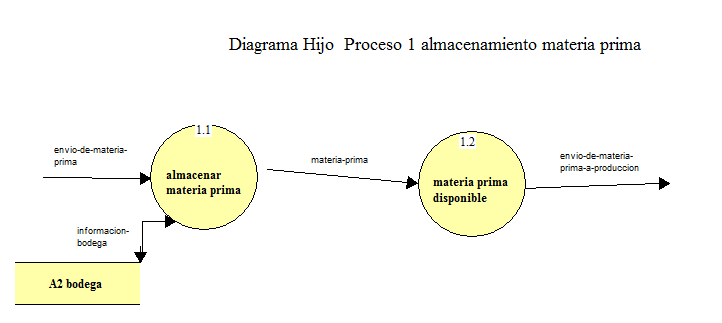 Diagrama Hijo  Proceso 1 almacenamiento materia prima
1.1
envio-de-materia-
prima
almacenar
materia prima
materia-prima
1.2
materia prima
disponible
envio-de-materia-
prima-a-produccion
informacion-
bodega
A2 bodega